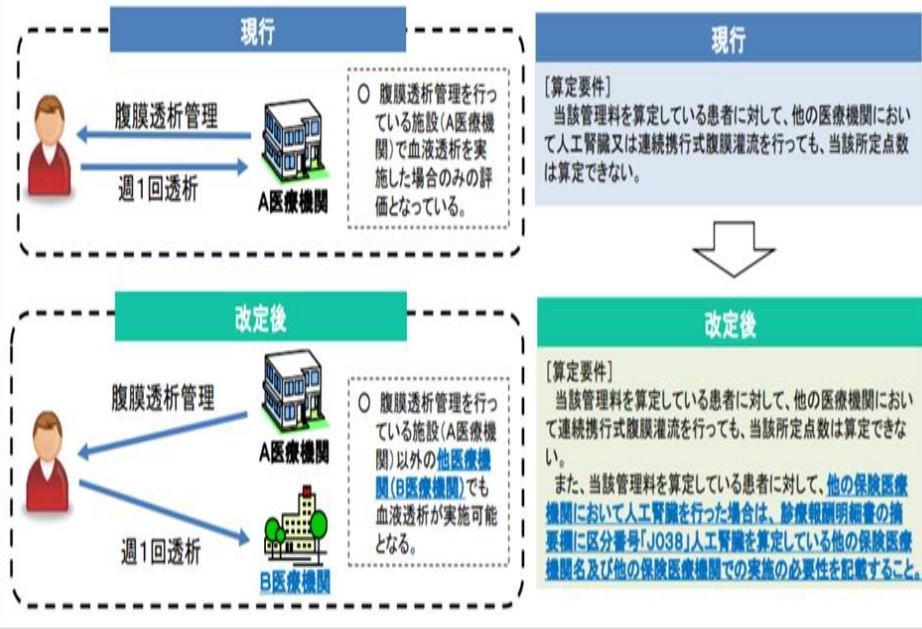 現行
腹膜透析管理
週1回透析
A医療機関
○ 腹膜透析管理を行っ
ている施設(A医療機
関)で血液透析を実
施した場合のみの評
価となっている。
現行
[算定要件]
当該管理料を算定している患者に対して、他の医療機関におい
て人工腎臓又は連続携行式腹膜灌流を行っても、当該所定点数
は算定できない。
改定後
腹膜透析管理
週1回透析
A医療機関
B医療機関
○ 腹膜透析管理を行っ
ている施設(A医療機
関)以外の他医療機
関(B医療機関)でも
血液透析が実施可能
となる。
改定後
[算定要件]
当該管理料を算定している患者に対して、他の医療機関におい
て連続携行式腹膜灌流を行っても、当該所定点数は算定できな
い。
また、当該管理料を算定している患者に対して、他の保険医療
機関において人工腎臓を行った場合は、診療報酬明細書の摘
要欄に区分番号「J038」人工腎臓を算定している他の保険医療
機関名及び他の保険医療機関での実施の必要性を記載すること。